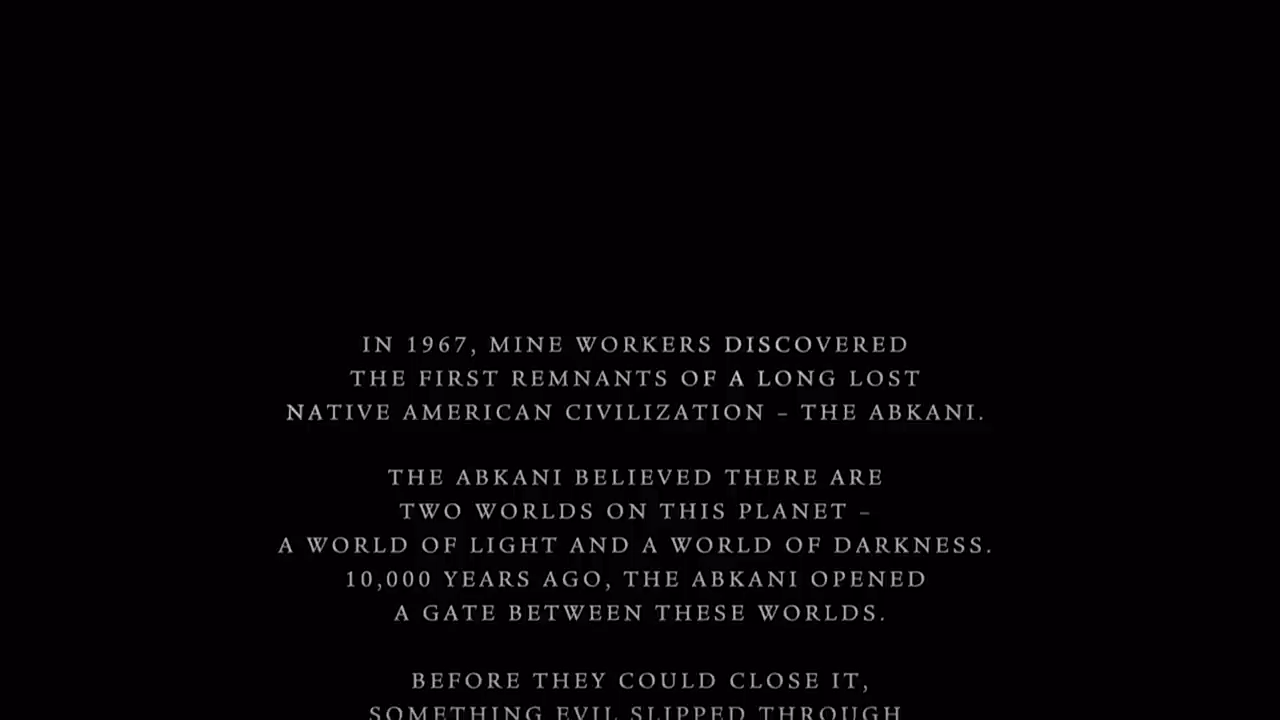 IN 1967, MINE WORKERS DISCOVERED
THE FIRST REMNANTS OF A LONG LOST
NATIVE AMERICAN CIVILIZATION – THE ABKANI.
THE ABKANI BELIEVED THERE ARE
TWO WORLDS ON THIS PLANET –
A WORLD OF LIGHT AND A WORLD OF DARKNESS.
10,000 YEARS AGO, THE ABKANI OPENED
A GATE BETWEEN THESE WORLDS.
BEFORE THEY COULD CLOSE IT,
SOMETHING EVIL SLIPPED THROUGH